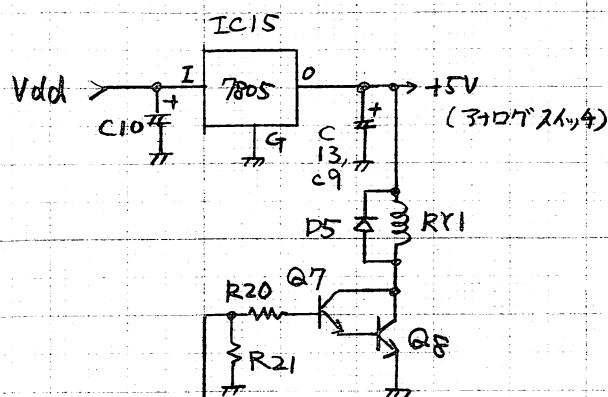 IC15
Vdd
I
7805
O
+5V
(アナログスイッチ)
+
C10
G
+
C
13,
C9
D5
RY1
Q7
R20
Q8
R21